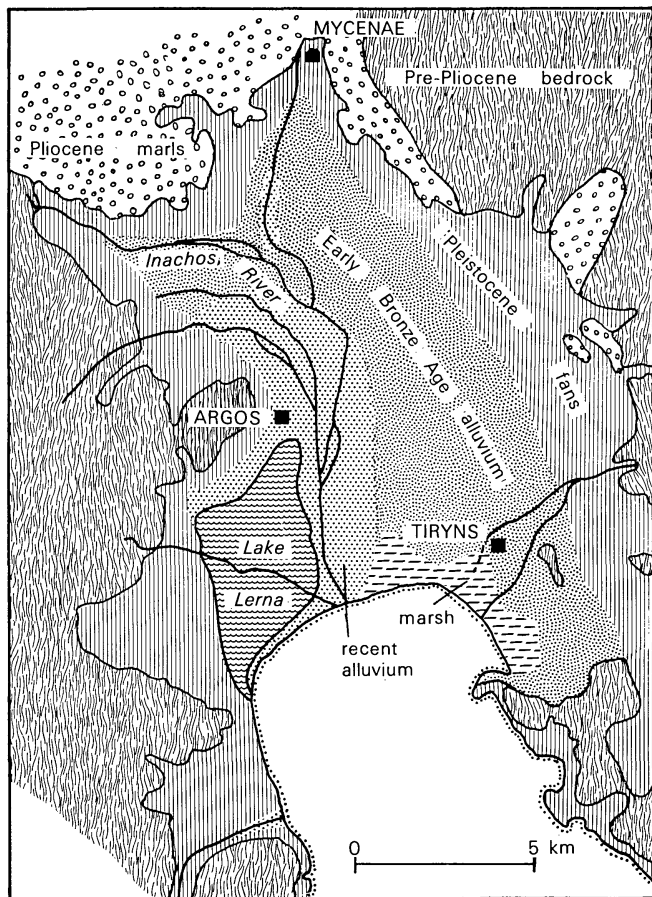 MYCENAE
Pre-Pliocene bedrock
Pliocene marls
Inachos
River
Early Bronze Age alluvium
Pleistocene fans
ARGOS
TIRYNS
Lake
Lerna
marsh
recent
alluvium
0 5 km